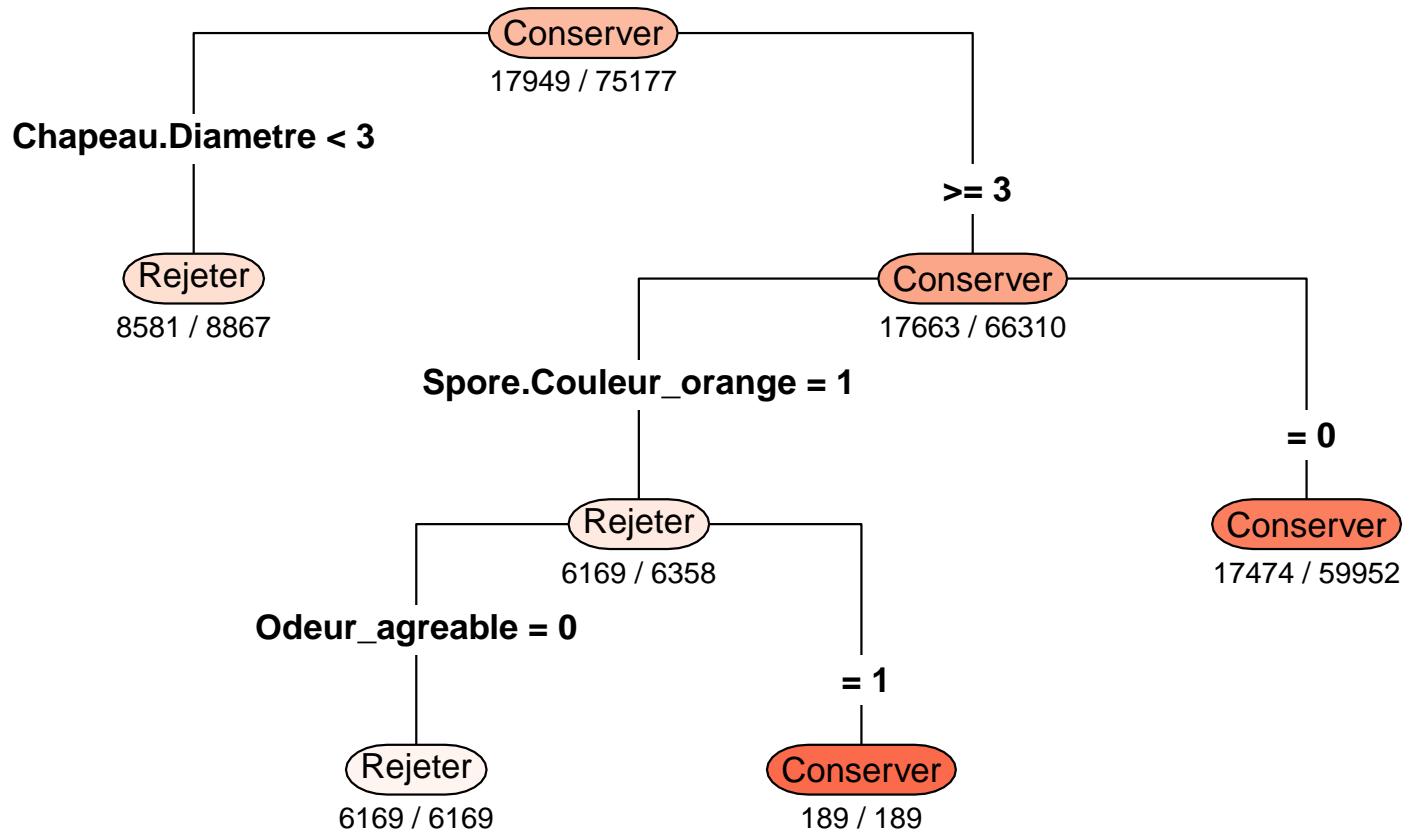 Conserver
17949 / 75177
Chapeau.Diametre < 3
>= 3
Rejeter
8581 / 8867
Conserver
17663 / 66310
Spore.Couleur_orange = 1
= 0
Rejeter
6169 / 6358
Conserver
17474 / 59952
Odeur_agreable = 0
= 1
Rejeter
6169 / 6169
Conserver
189 / 189